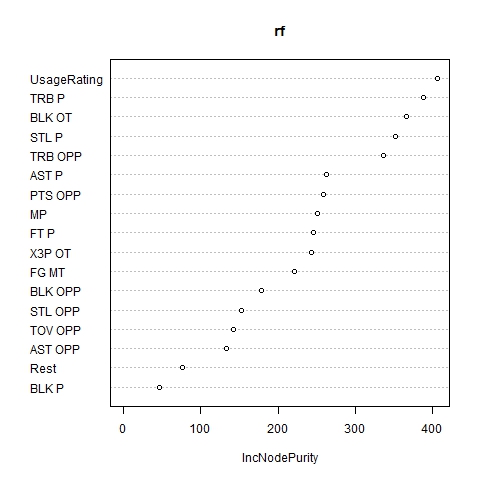 rf
UsageRating
TRB P
BLK OT
STL P
TRB OPP
AST P
PTS OPP
MP
FT P
X3P OT
FG MT
BLK OPP
STL OPP
TOV OPP
AST OPP
Rest
BLK P
0 100 200 300 400
IncNodePurity